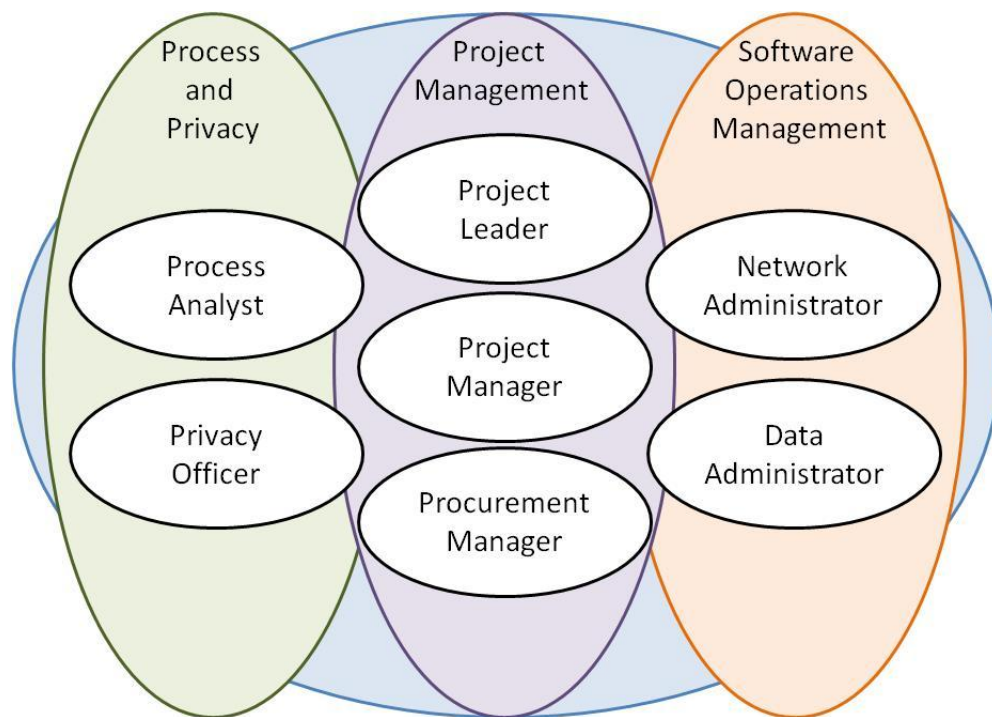 Process
and
Privacy
Process
Analyst
Privacy
Officer
Project
Management
Project
Leader
Project
Manager
Procurement
Manager
Software
Operations
Management
Network
Administrator
Data
Administrator